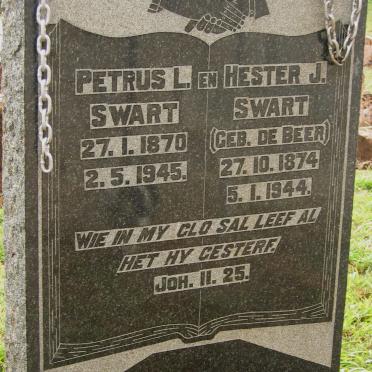 PETRUS L. EN HESTER J.
SWART SWART
(GEB. DE BEER)
27.1.1870 27.10.1874
2.5.1945. 5.1.1944.
WIE IN MY GLO SAL LEEF AL
HET HY GESTERF.
JOH. 11. 25.